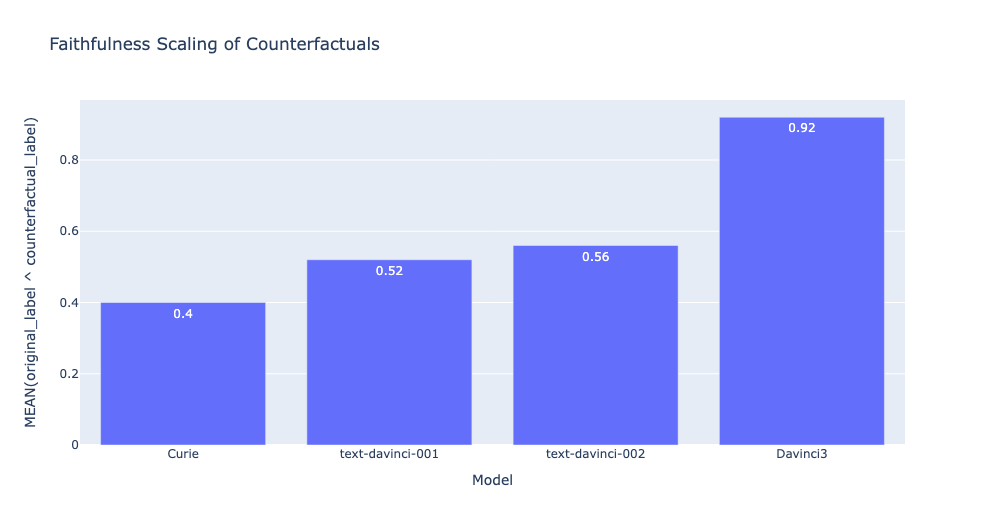 Faithfulness Scaling of Counterfactuals
MEAN(original_label ^ counterfactual_label)
0.8
0.6
0.4
0.2
0
0.4
0.52
0.56
0.92
Curie
text-davinci-001
text-davinci-002
Davinci3
Model